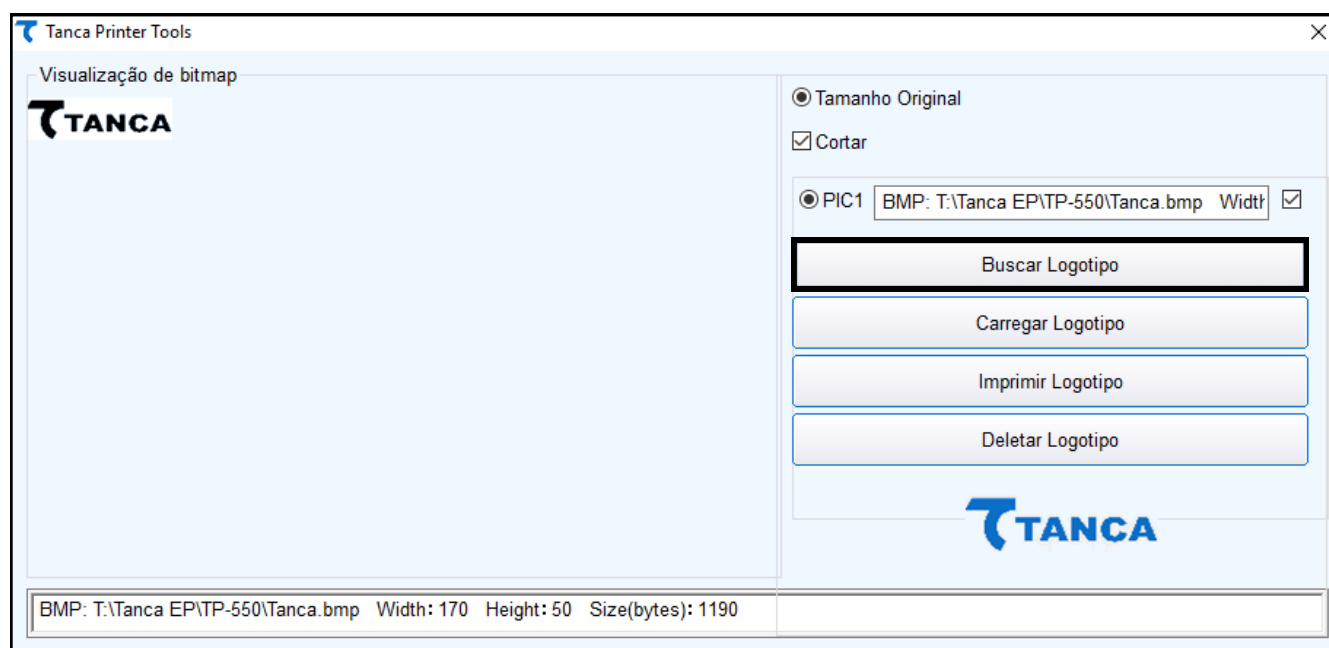 Tanca Printer Tools
Visualização de bitmap
TANCA
Tamanho Original
Cortar
PIC1 BMP: T:\Tanca EP\TP-550\Tanca.bmp Widt
Buscar Logotipo
Carregar Logotipo
Imprimir Logotipo
Deletar Logotipo
TANCA
BMP: T:\Tanca EP\TP-550\Tanca.bmp Width: 170 Height: 50 Size(bytes): 1190